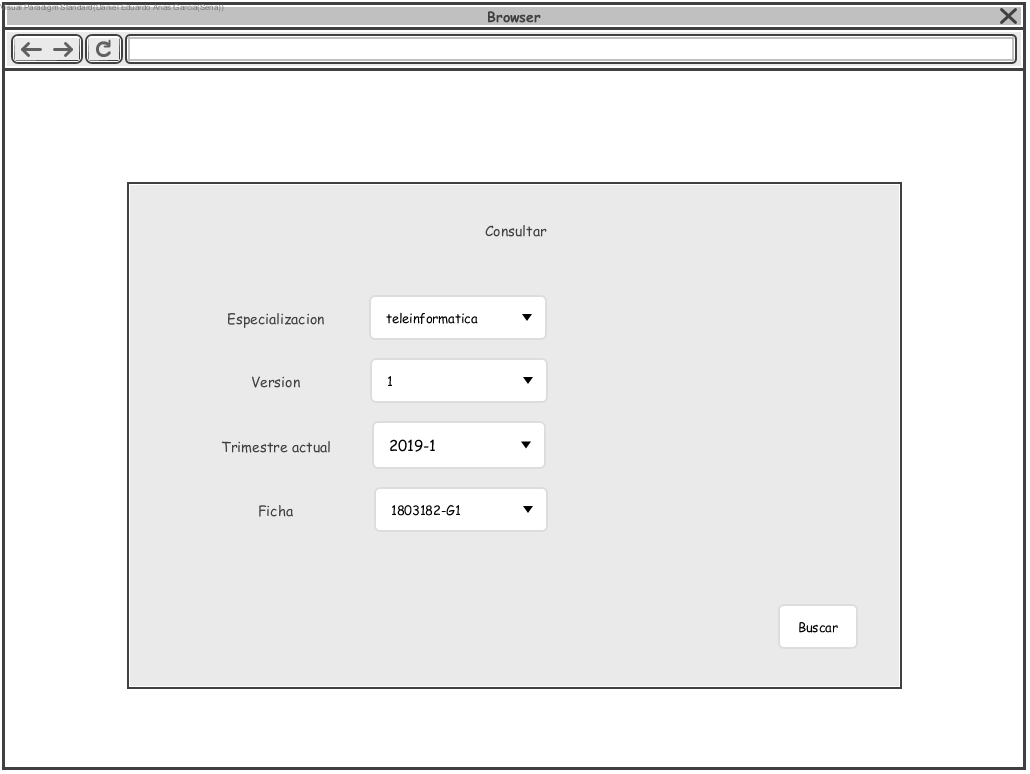 Visual Paradigm Standard(Daniel Eduardo Arias Garcia(Sena))
Browser
Consultar
Especializacion
teleinformatica
Version
1
Trimestre actual
2019-1
Ficha
1803182-G1
Buscar